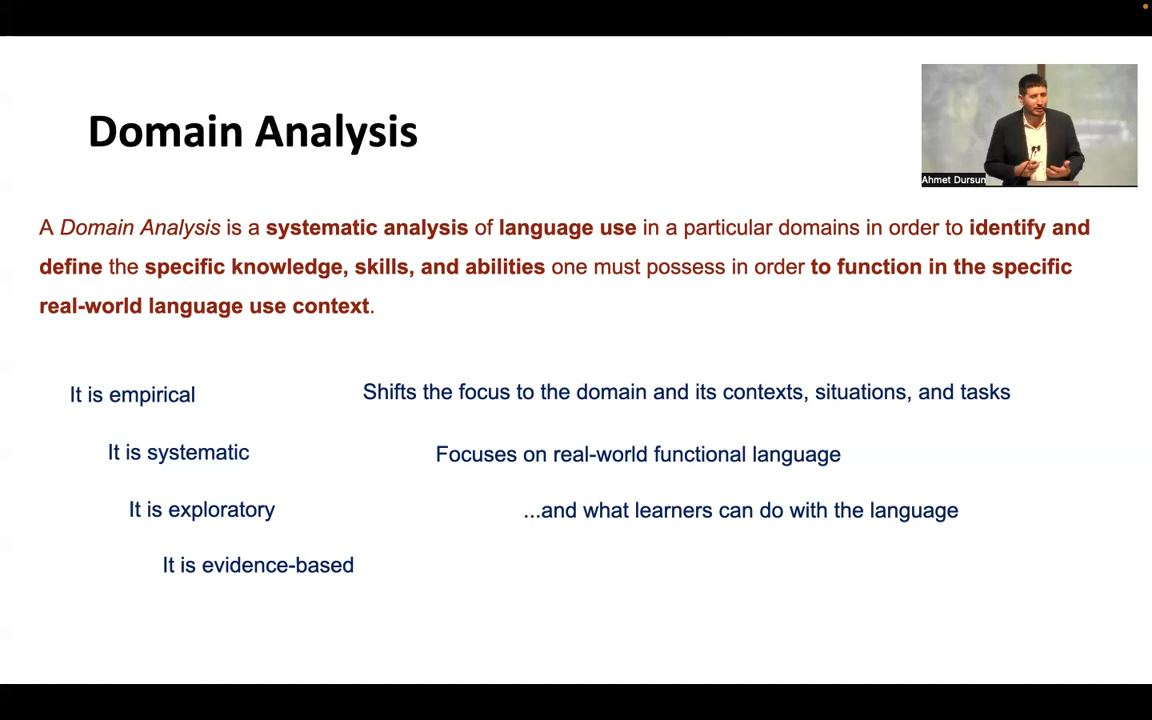 Domain Analysis
Ahmet Dursun
A Domain Analysis is a systematic analysis of language use in a particular domains in order to identify and
define the specific knowledge, skills, and abilities one must possess in order to function in the specific
real-world language use context.
It is empirical
Shifts the focus to the domain and its contexts, situations, and tasks
It is systematic
Focuses on real-world functional language
It is exploratory
...and what learners can do with the language
It is evidence-based